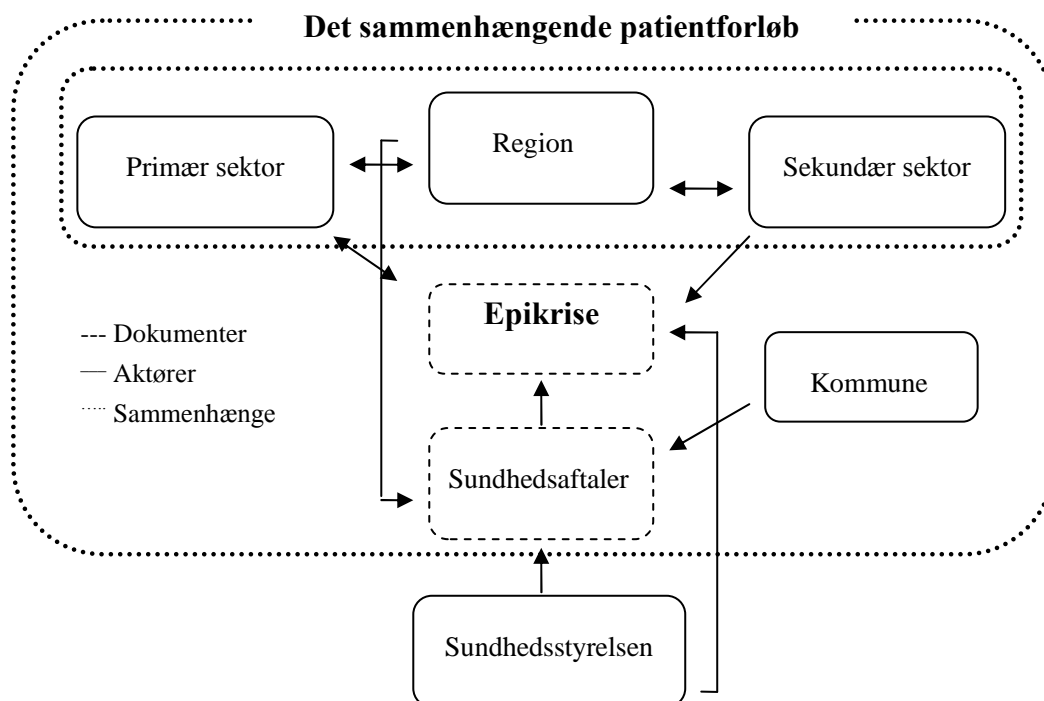 Det sammenhængende patientforløb
Primær sektor
Region
Sekundær sektor
Epikrise
--- Dokumenter
— Aktører
..... Sammenhænge
Kommune
Sundhedsaftaler
Sundhedsstyrelsen